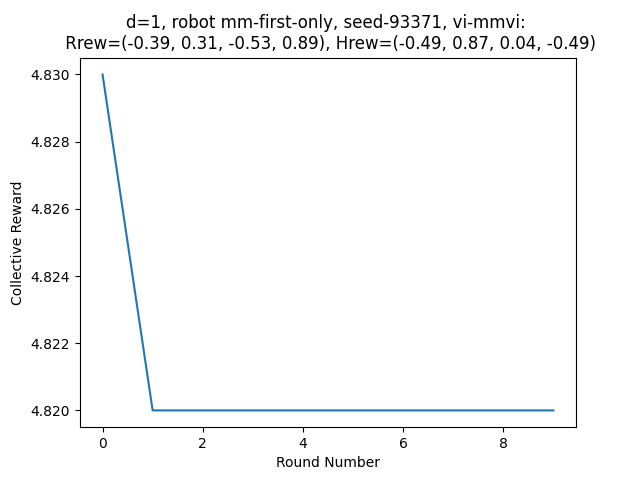 d=1, robot mm-first-only, seed-93371, vi-mmvi:
Rrew=(-0.39, 0.31, -0.53, 0.89), Hrew=(-0.49, 0.87, 0.04, -0.49)
4.830
4.828
4.826
4.824
4.822
4.820
Collective Reward
0 2 4 6 8
Round Number